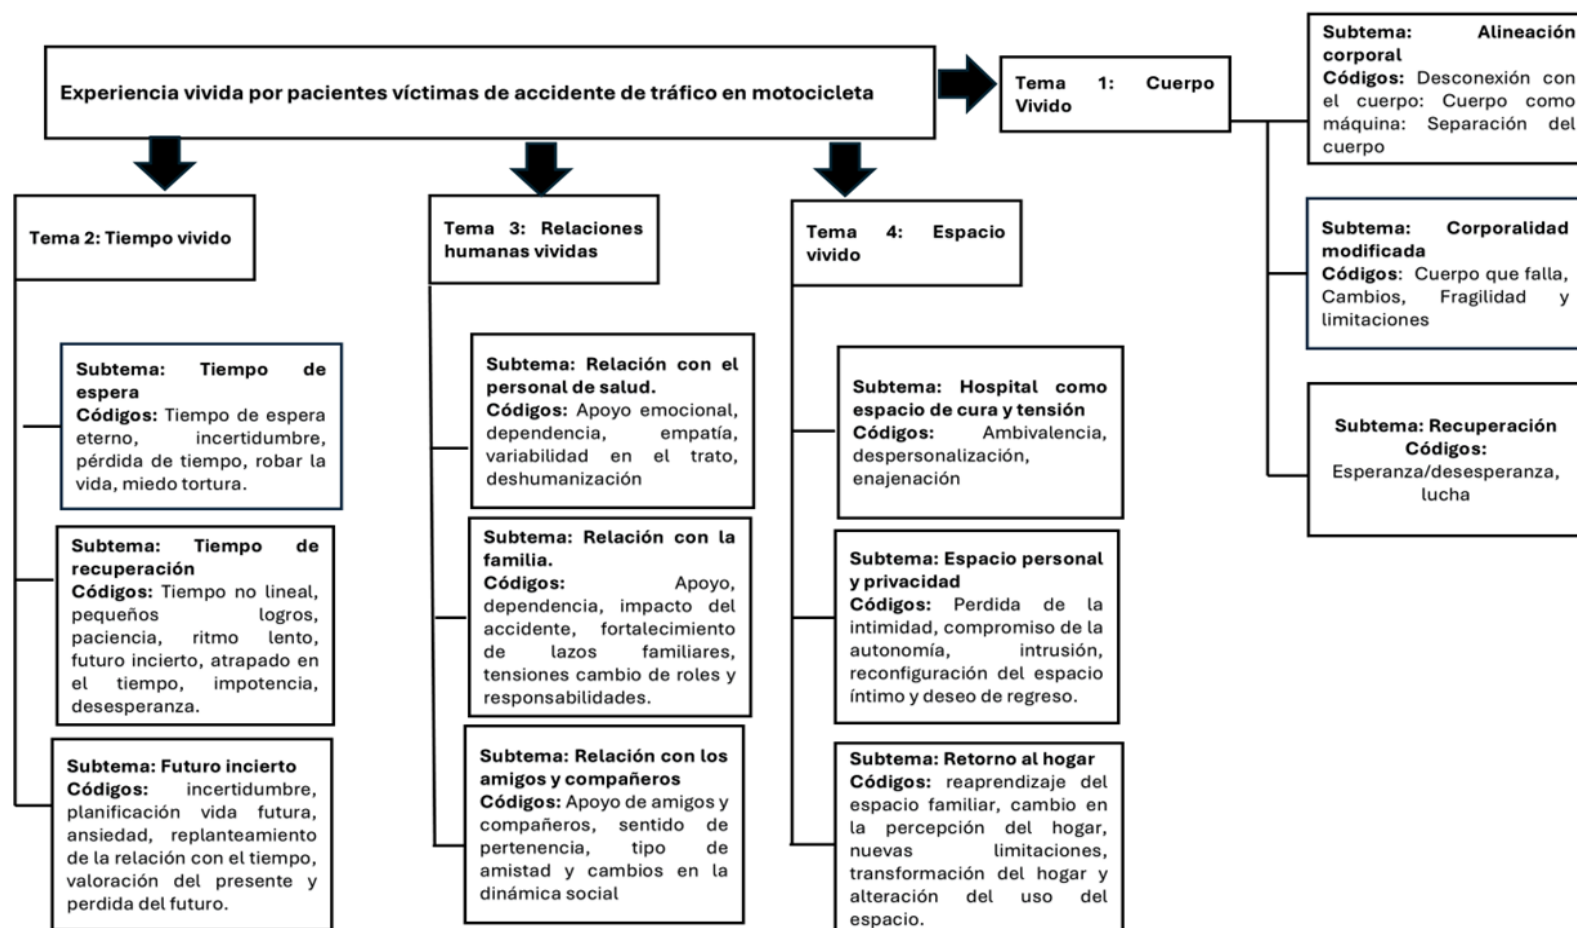 Experiencia vivida por pacientes víctimas de accidente de tráfico en motocicleta
Tema 1: Cuerpo
Vivido
Subtema: Alineación
corporal
Códigos: Desconexión con
el cuerpo: Cuerpo como
máquina: Separación del
cuerpo
Subtema: Corporalidad
modificada
Códigos: Cuerpo que falla,
Cambios, Fragilidad y
limitaciones
Subtema: Recuperación
Códigos:
Esperanza/desesperanza,
lucha
Tema 2: Tiempo vivido
Subtema: Tiempo de
espera
Códigos: Tiempo de espera
eterno, incertidumbre,
pérdida de tiempo, robar la
vida, miedo tortura.
Subtema: Tiempo de
recuperación
Códigos: Tiempo no lineal,
pequeños logros,
paciencia, ritmo lento,
futuro incierto, atrapado en
el tiempo, impotencia,
desesperanza.
Subtema: Futuro incierto
Códigos: incertidumbre,
planificación vida futura,
ansiedad, replanteamiento
de la relación con el tiempo,
valoración del presente y
perdida del futuro.
Tema 3: Relaciones
humanas vividas
Subtema: Relación con el
personal de salud.
Códigos: Apoyo emocional,
dependencia, empatía,
variabilidad en el trato,
deshumanización
Subtema: Relación con la
familia.
Códigos: Apoyo,
dependencia, impacto del
accidente, fortalecimiento
de lazos familiares,
tensiones cambio de roles y
responsabilidades.
Subtema: Relación con los
amigos y compañeros
Códigos: Apoyo de amigos y
compañeros, sentido de
pertenencia, tipo de
amistad y cambios en la
dinámica social
Tema 4: Espacio
vivido
Subtema: Hospital como
espacio de cura y tensión
Códigos: Ambivalencia,
despersonalización,
enajenación
Subtema: Espacio personal
y privacidad
Códigos: Perdida de la
intimidad, compromiso de la
autonomía, intrusión,
reconfiguración del espacio
íntimo y deseo de regreso.
Subtema: Retorno al hogar
Códigos: reaprendizaje del
espacio familiar, cambio en
la percepción del hogar,
nuevas limitaciones,
transformación del hogar y
alteración del uso del
espacio.